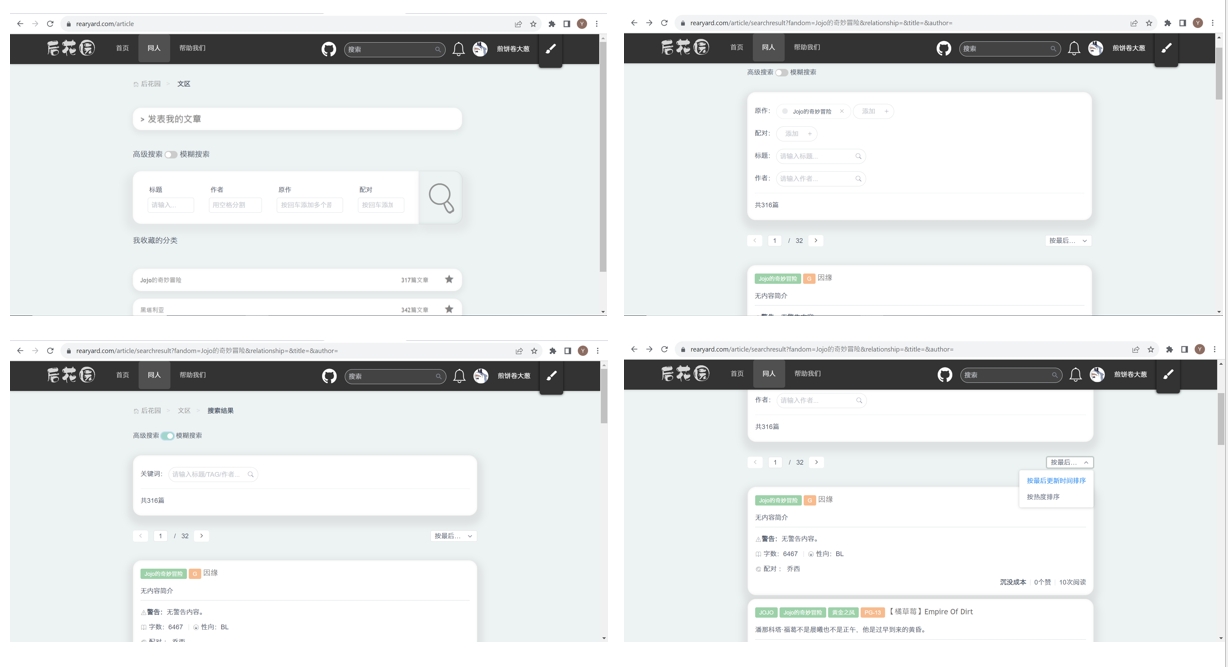 rearyard.com/article
后花园 首页 同人 帮助我们 搜索 煎饼卷大葱
后花园 文区
> 发表我的文章
高级搜索 模糊搜索
标题 作者 原作 配对
请输入... 用空格分割 按回车添加多个 按回车添加
我收藏的分类
Jojo的奇妙冒险 317篇文章
奥维利亚 342篇文章
rearyard.com/article/searchresult?fandom=Jojo的奇妙冒险&relationship=&title=&author=
后花园 首页 同人 帮助我们 搜索 煎饼卷大葱
高级搜索 模糊搜索
原作: Jojo的奇妙冒险 × 添加 +
配对: 添加 +
标题: 请输入标题...
作者: 请输入作者...
共316篇
< 1 / 32 > 按最后...
Jojo的奇妙冒险 G 因缘
无内容简介
警告: 无警告内容。
rearyard.com/article/searchresult?fandom=Jojo的奇妙冒险&relationship=&title=&author=
后花园 首页 同人 帮助我们 搜索 煎饼卷大葱
后花园 文区 搜索结果
高级搜索 模糊搜索
关键词: 请输入标题/TAG/作者...
共316篇
< 1 / 32 > 按最后...
Jojo的奇妙冒险 G 因缘
无内容简介
警告: 无警告内容。
字数: 6467 性向: BL
配对: 乔西
rearyard.com/article/searchresult?fandom=Jojo的奇妙冒险&relationship=&title=&author=
后花园 首页 同人 帮助我们 搜索 煎饼卷大葱
作者: 请输入作者...
共316篇
< 1 / 32 > 按最后...
按最后更新时间排序
按热度排序
Jojo的奇妙冒险 G 因缘
无内容简介
警告: 无警告内容。
字数: 6467 性向: BL
配对: 乔西
沉没成本 0个赞 10次阅读
JOJO Jojo的奇妙冒险 黄金之风 PG-13 【橘草莓】Empire Of Dirt
潘那科塔·福葛不是晨曦也不是正午，他是过早到来的黄昏。